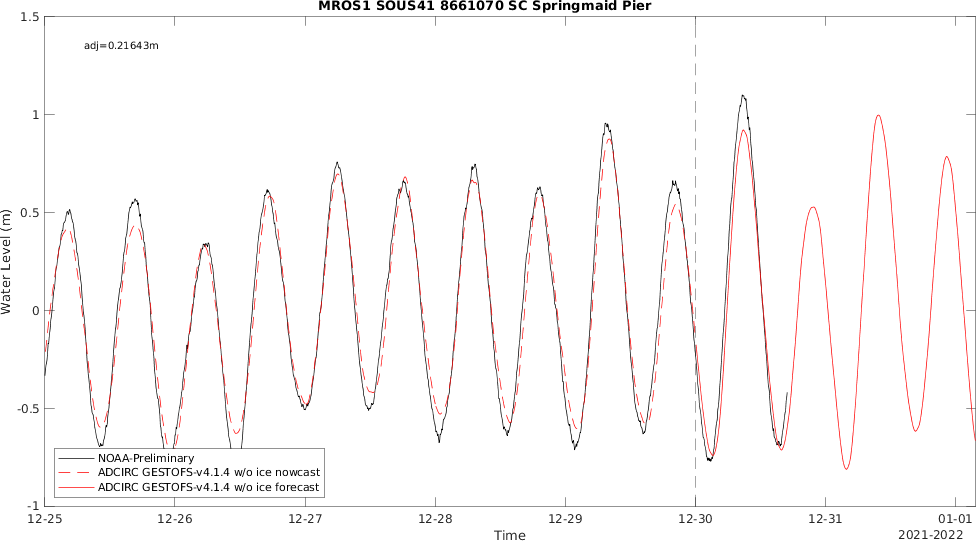 MROS1 SOUS41 8661070 SC Springmaid Pier
adj=0.21643m
1.5
1
0.5
0
-0.5
-1
Water Level (m)
NOAA-Preliminary
ADCIRC GESTOFS-v4.1.4 w/o ice nowcast
ADCIRC GESTOFS-v4.1.4 w/o ice forecast
12-25 12-26 12-27 12-28 12-29 12-30 12-31 01-01
Time
2021-2022